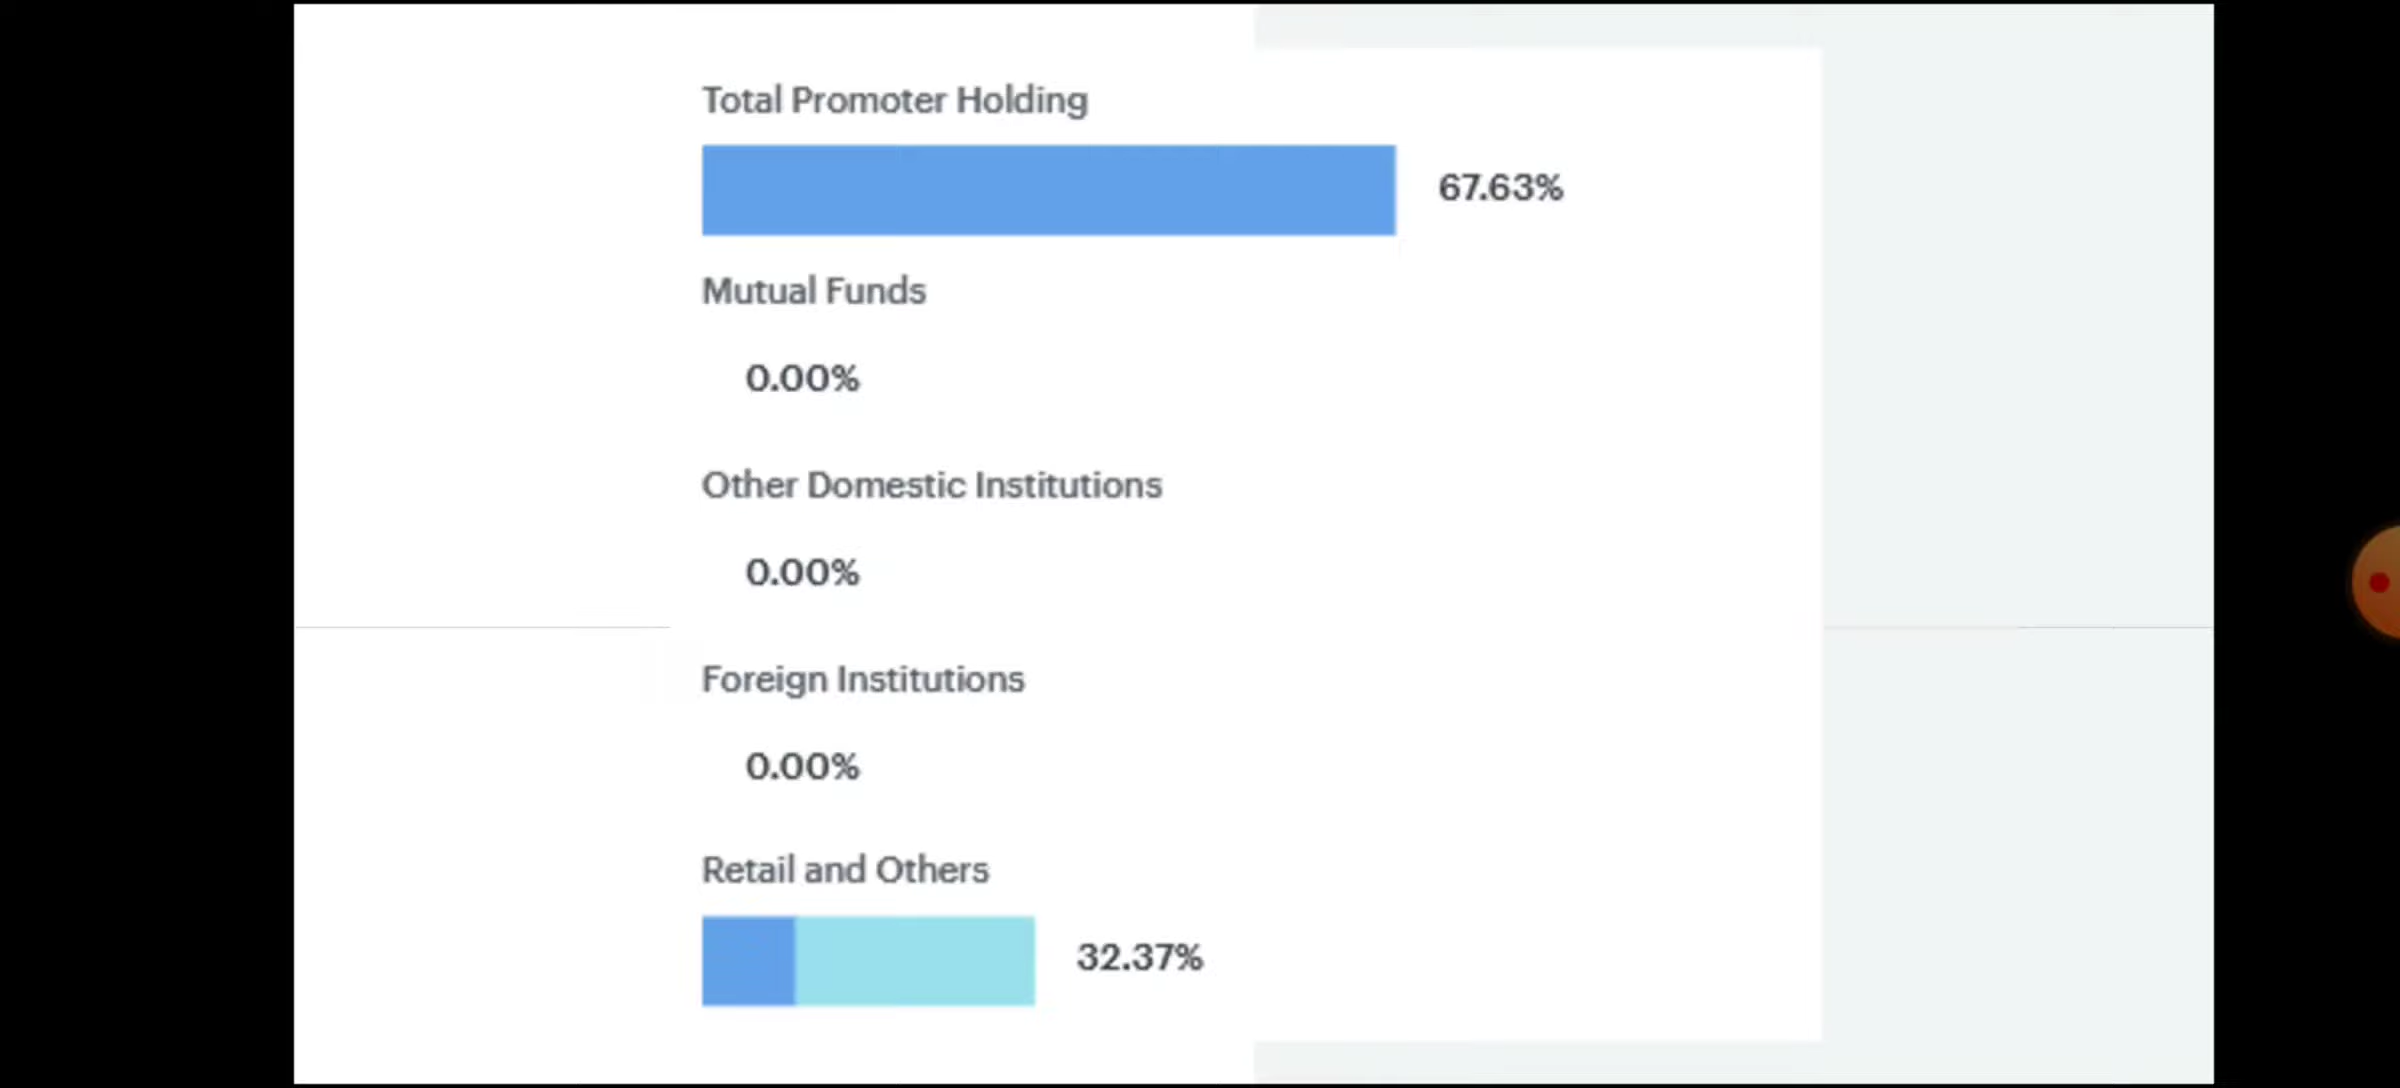 Total Promoter Holding
67.63%
Mutual Funds
0.00%
Other Domestic Institutions
0.00%
Foreign Institutions
0.00%
Retail and Others
32.37%